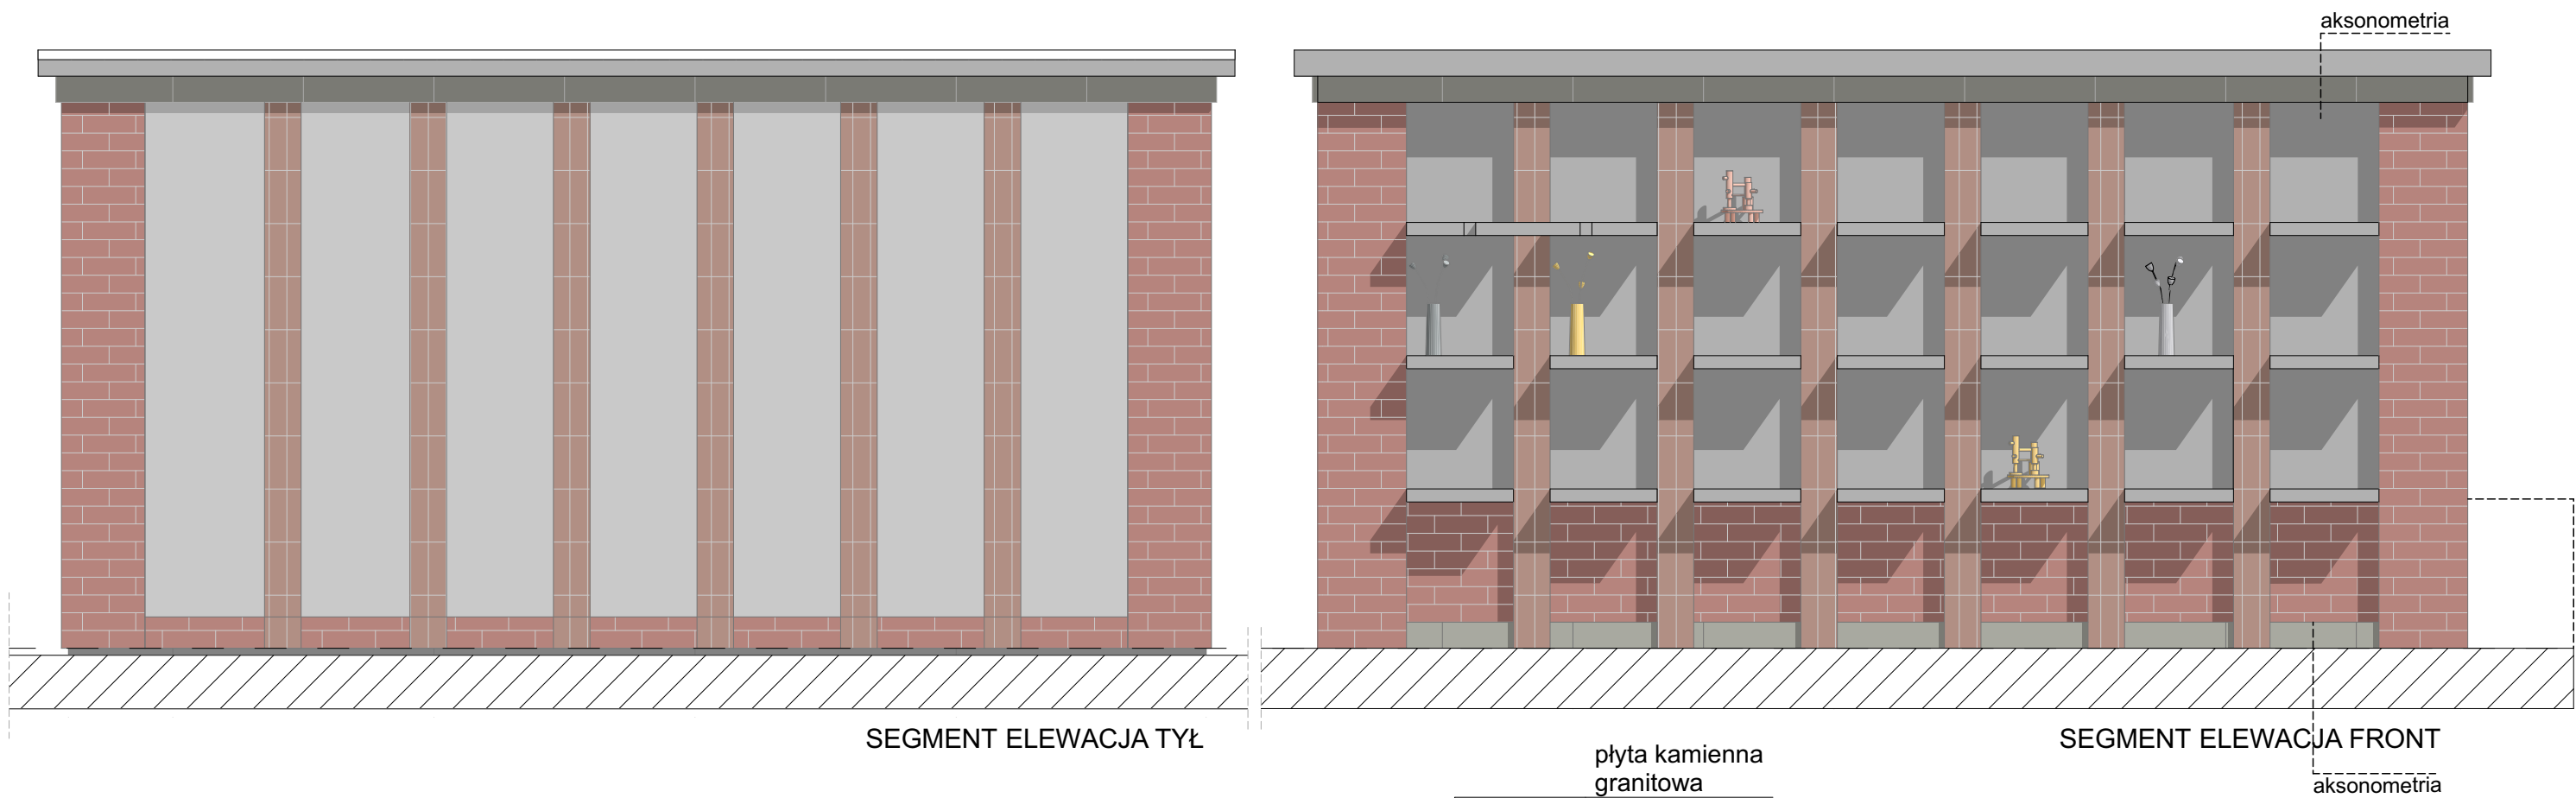 aksonometria
SEGMENT ELEWACJA TYŁ
SEGMENT ELEWACJA FRONT
płyta kamienna
granitowa
aksonometria